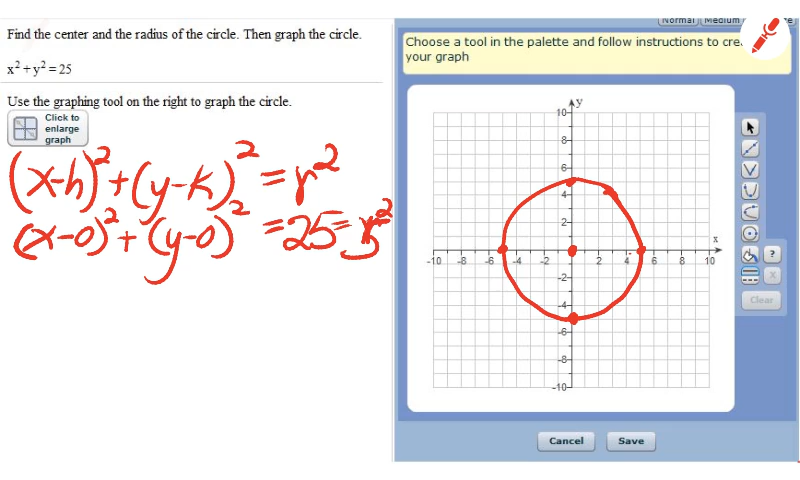 Find the center and the radius of the circle. Then graph the circle.
x² + y² = 25
Use the graphing tool on the right to graph the circle.
Click to
enlarge
graph
(x-h)² + (y-k)² = r²
(x-0)² + (y-0)² = 25 = 5²
Normal Medium
Choose a tool in the palette and follow instructions to
your graph
y
10
8
6
4
2
x
-10 -8 -6 -4 -2 2 4 6 8 10
-2
-4
-6
-8
-10
?
x
Clear
Cancel Save